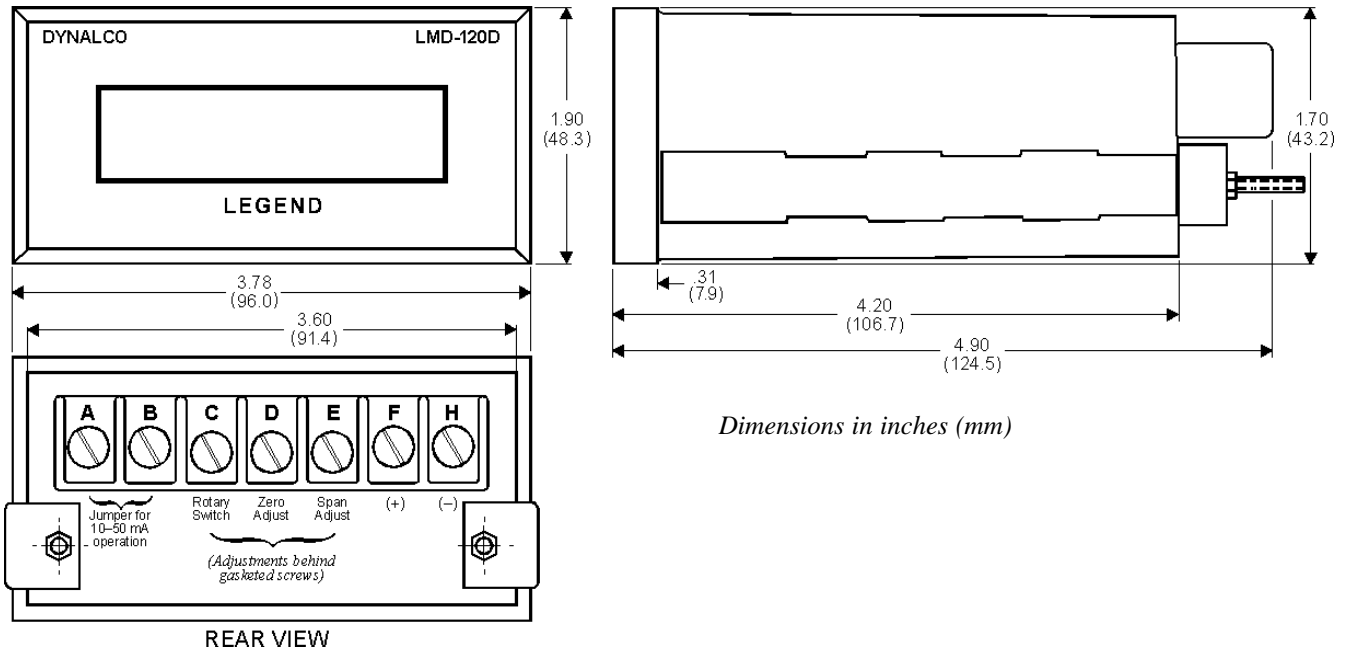 DYNALCO LMD-120D
LEGEND
1.90
(48.3)
3.78
(96.0)
3.60
(91.4)
1.70
(43.2)
.31
(7.9)
4.20
(106.7)
4.90
(124.5)
Dimensions in inches (mm)
A B C D E F H
Jumper for
10–50 mA
operation
Rotary
Switch
Zero
Adjust
Span
Adjust
(+)
(–)
(Adjustments behind
gasketed screws)
REAR VIEW